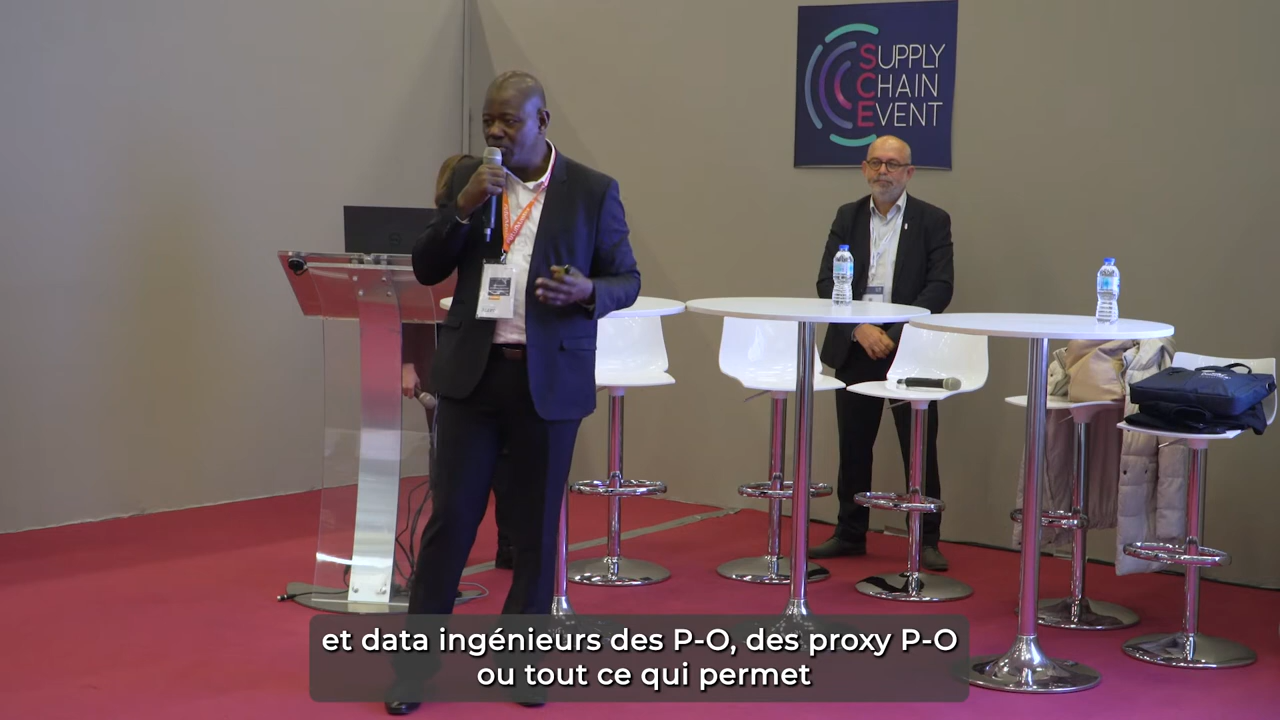 SUPPLY
CHAIN
EVENT
et data ingénieurs des P-O, des proxy P-O
ou tout ce qui permet